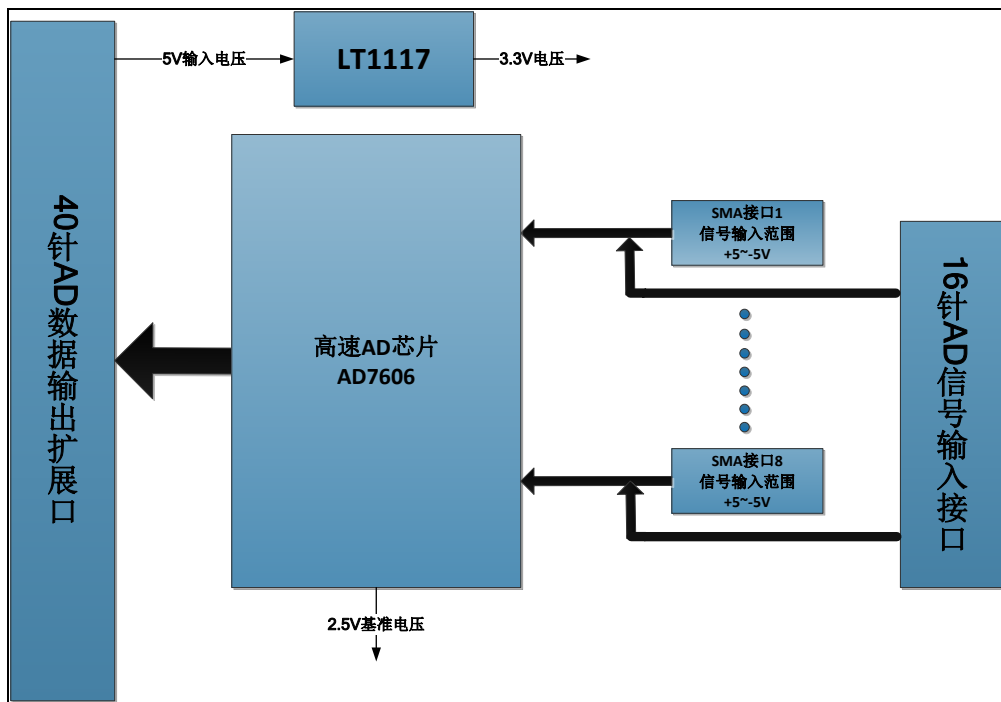 5V输入电压
LT1117
3.3V电压
40针AD数据输出扩展口
高速AD芯片
AD7606
SMA接口1
信号输入范围
+5~-5V
16针AD信号输入接口
SMA接口8
信号输入范围
+5~-5V
2.5V基准电压